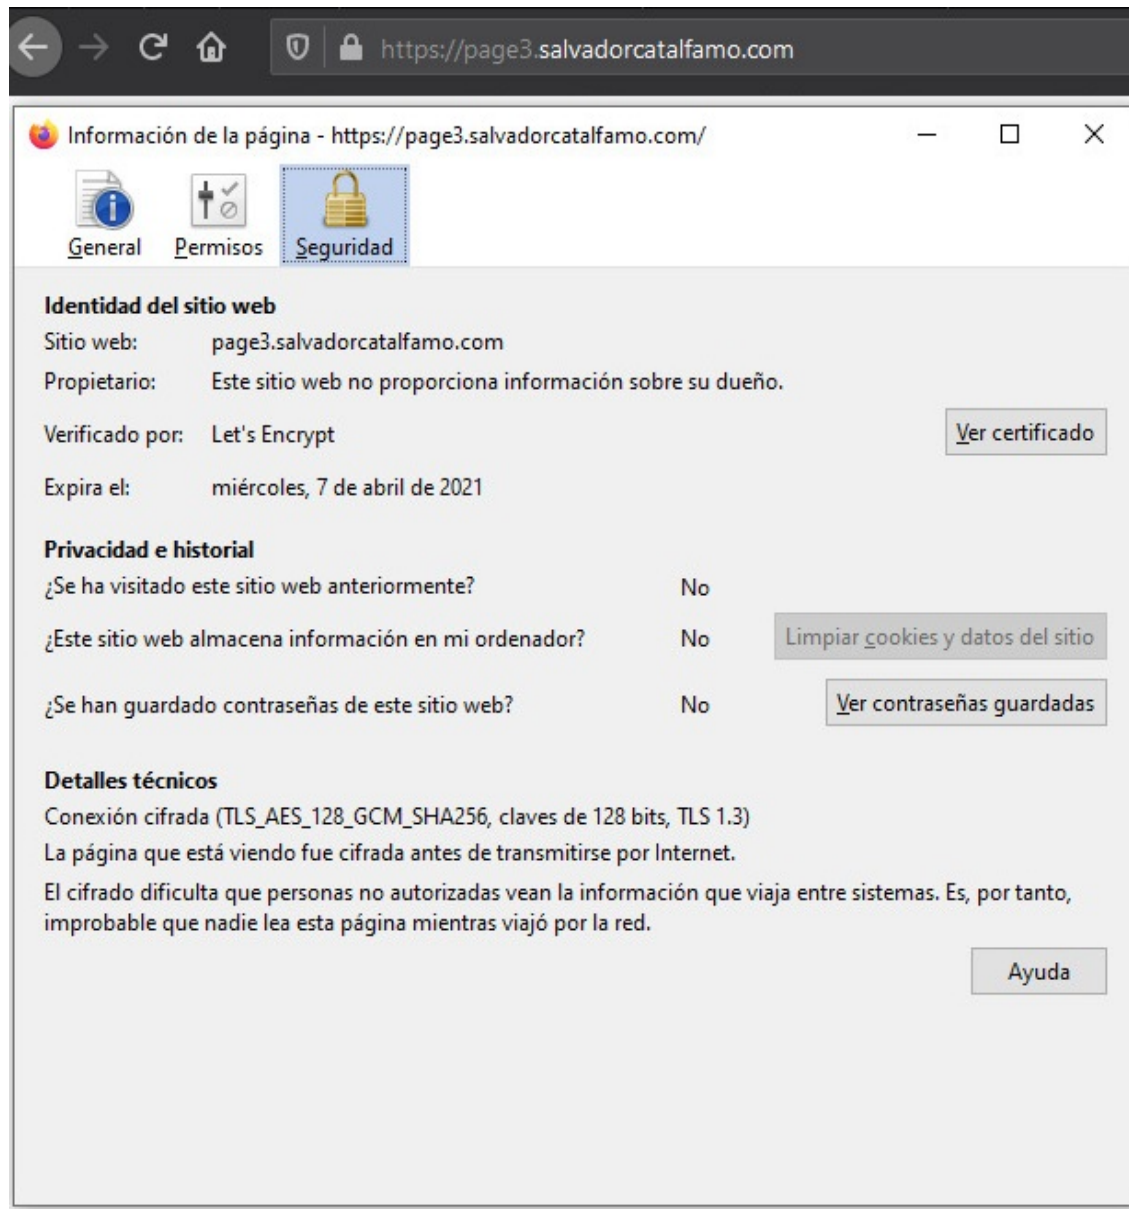 https://page3.salvadorcatalfamo.com
Información de la página - https://page3.salvadorcatalfamo.com/
General Permisos Seguridad
Identidad del sitio web
Sitio web: page3.salvadorcatalfamo.com
Propietario: Este sitio web no proporciona información sobre su dueño.
Verificado por: Let's Encrypt Ver certificado
Expira el: miércoles, 7 de abril de 2021
Privacidad e historial
¿Se ha visitado este sitio web anteriormente? No
¿Este sitio web almacena información en mi ordenador? No Limpiar cookies y datos del sitio
¿Se han guardado contraseñas de este sitio web? No Ver contraseñas guardadas
Detalles técnicos
Conexión cifrada (TLS_AES_128_GCM_SHA256, claves de 128 bits, TLS 1.3)
La página que está viendo fue cifrada antes de transmitirse por Internet.
El cifrado dificulta que personas no autorizadas vean la información que viaja entre sistemas. Es, por tanto,
improbable que nadie lea esta página mientras viajó por la red.
Ayuda